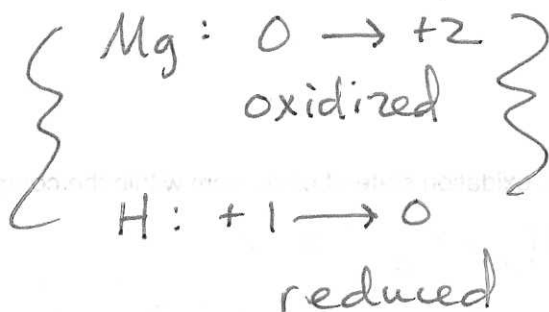 Mg: 0 → +2
oxidized
H: +1 → 0
reduced